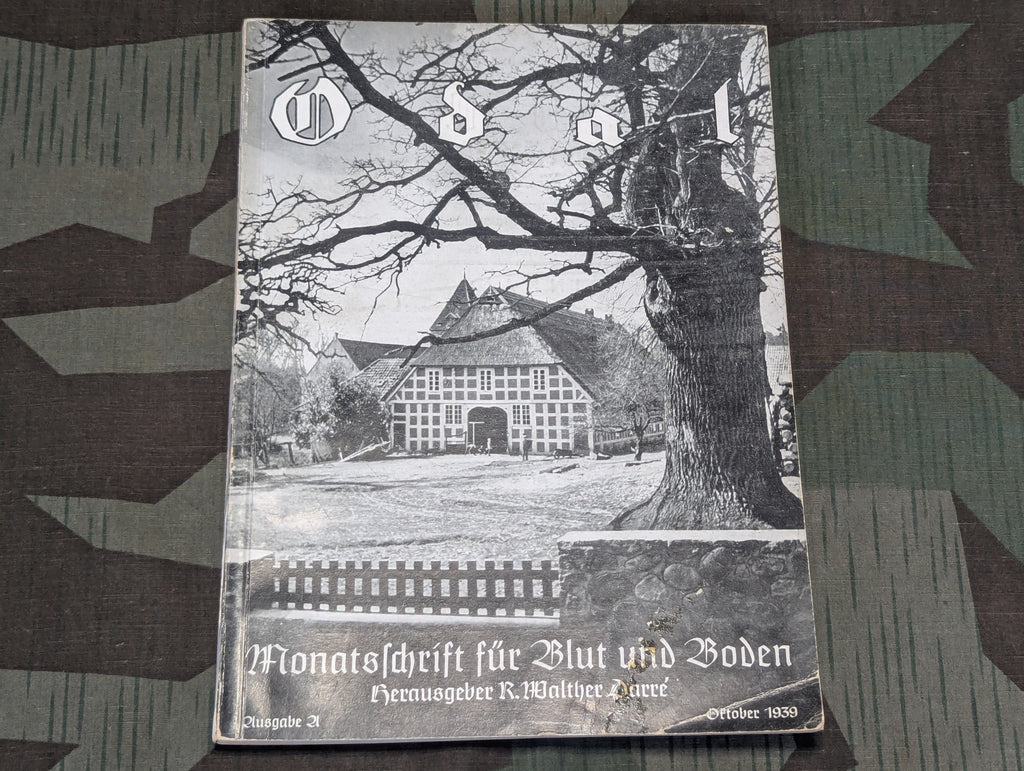 Odal
Monatsschrift für Blut und Boden
Herausgeber R. Walther Darré
Ausgabe A
Oktober 1939